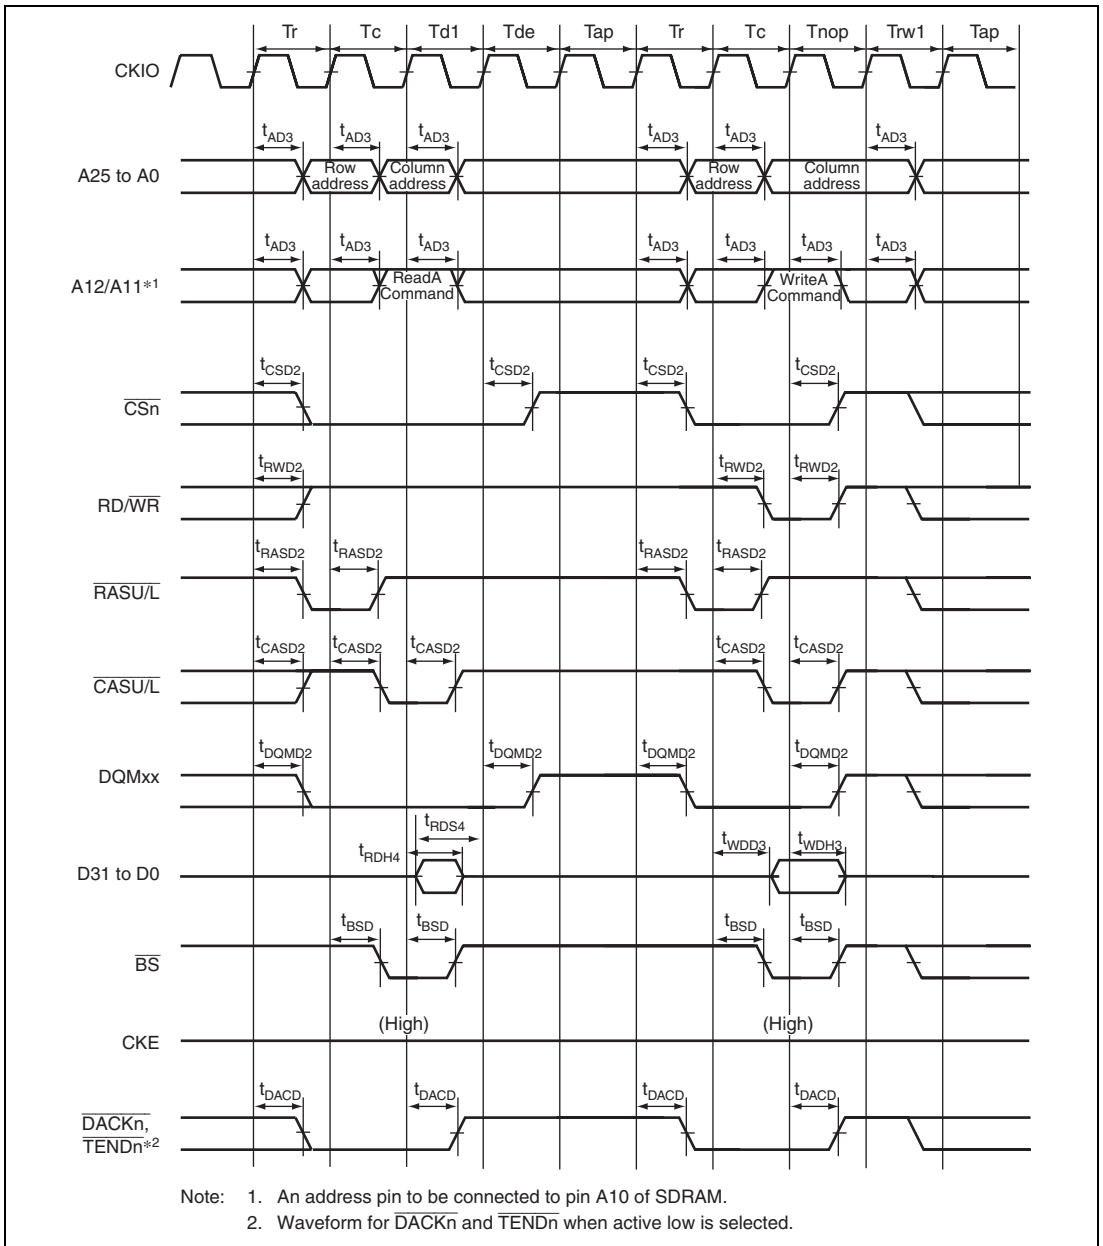 Tr Tc Td1 Tde Tap Tr Tc Tnop Trw1 Tap
CKIO
tAD3 tAD3 tAD3 tAD3 tAD3 tAD3
A25 to A0
Row address
Column address
Row address
Column address
tAD3 tAD3 tAD3 tAD3 tAD3 tAD3 tAD3
A12/A11*1
ReadA Command
WriteA Command
tCSD2 tCSD2 tCSD2 tCSD2
CSn
tRWD2 tRWD2 tRWD2
RD/WR
tRASD2 tRASD2 tRASD2 tRASD2
RASU/L
tCASD2 tCASD2 tCASD2 tCASD2 tCASD2
CASU/L
tDQMD2 tDQMD2 tDQMD2 tDQMD2
DQMxx
tRDS4
tRDH4 tWDD3 tWDH3
D31 to D0
tBSD tBSD tBSD tBSD
BS
(High) (High)
CKE
tDACD tDACD tDACD tDACD
DACKn,
TENDn*2
Note: 1. An address pin to be connected to pin A10 of SDRAM.
2. Waveform for DACKn and TENDn when active low is selected.